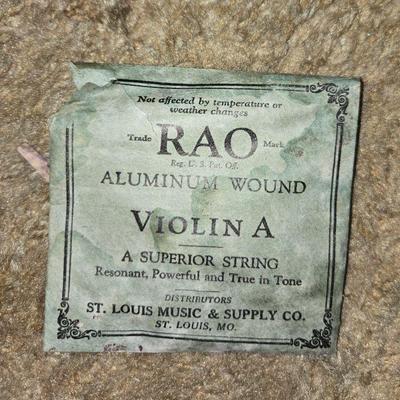 Not affected by temperature or
weather changes
Trade RAO Mark
Reg. U. S. Pat. Off.
ALUMINUM WOUND
VIOLIN A
A SUPERIOR STRING
Resonant, Powerful and True in Tone
DISTRIBUTORS
ST. LOUIS MUSIC & SUPPLY CO.
ST. LOUIS, MO.